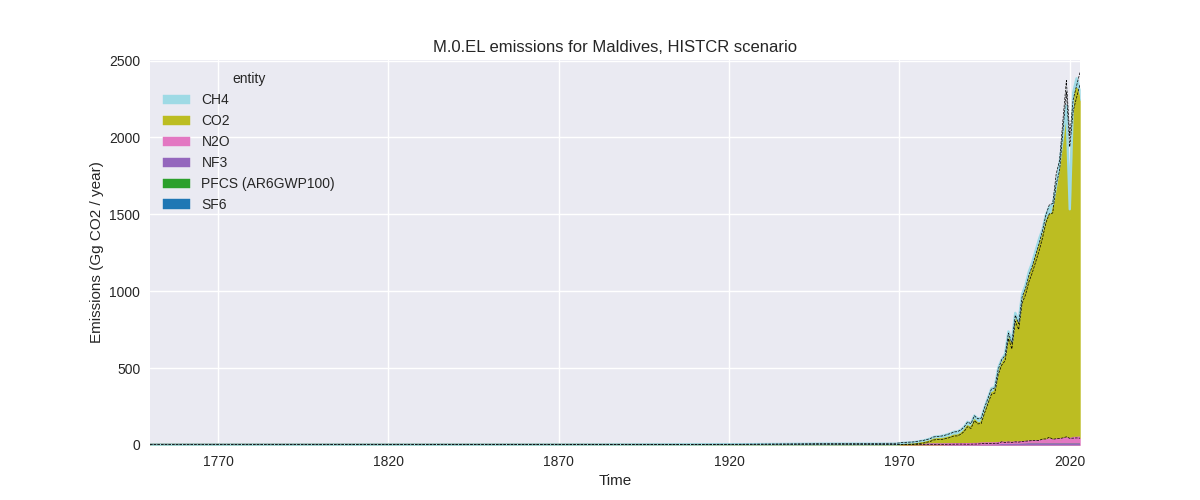 M.0.EL emissions for Maldives, HISTCR scenario
Emissions (Gg CO2 / year)
2500
2000
1500
1000
500
0
entity
CH4
CO2
N2O
NF3
PFCS (AR6GWP100)
SF6
1770 1820 1870 1920 1970 2020
Time